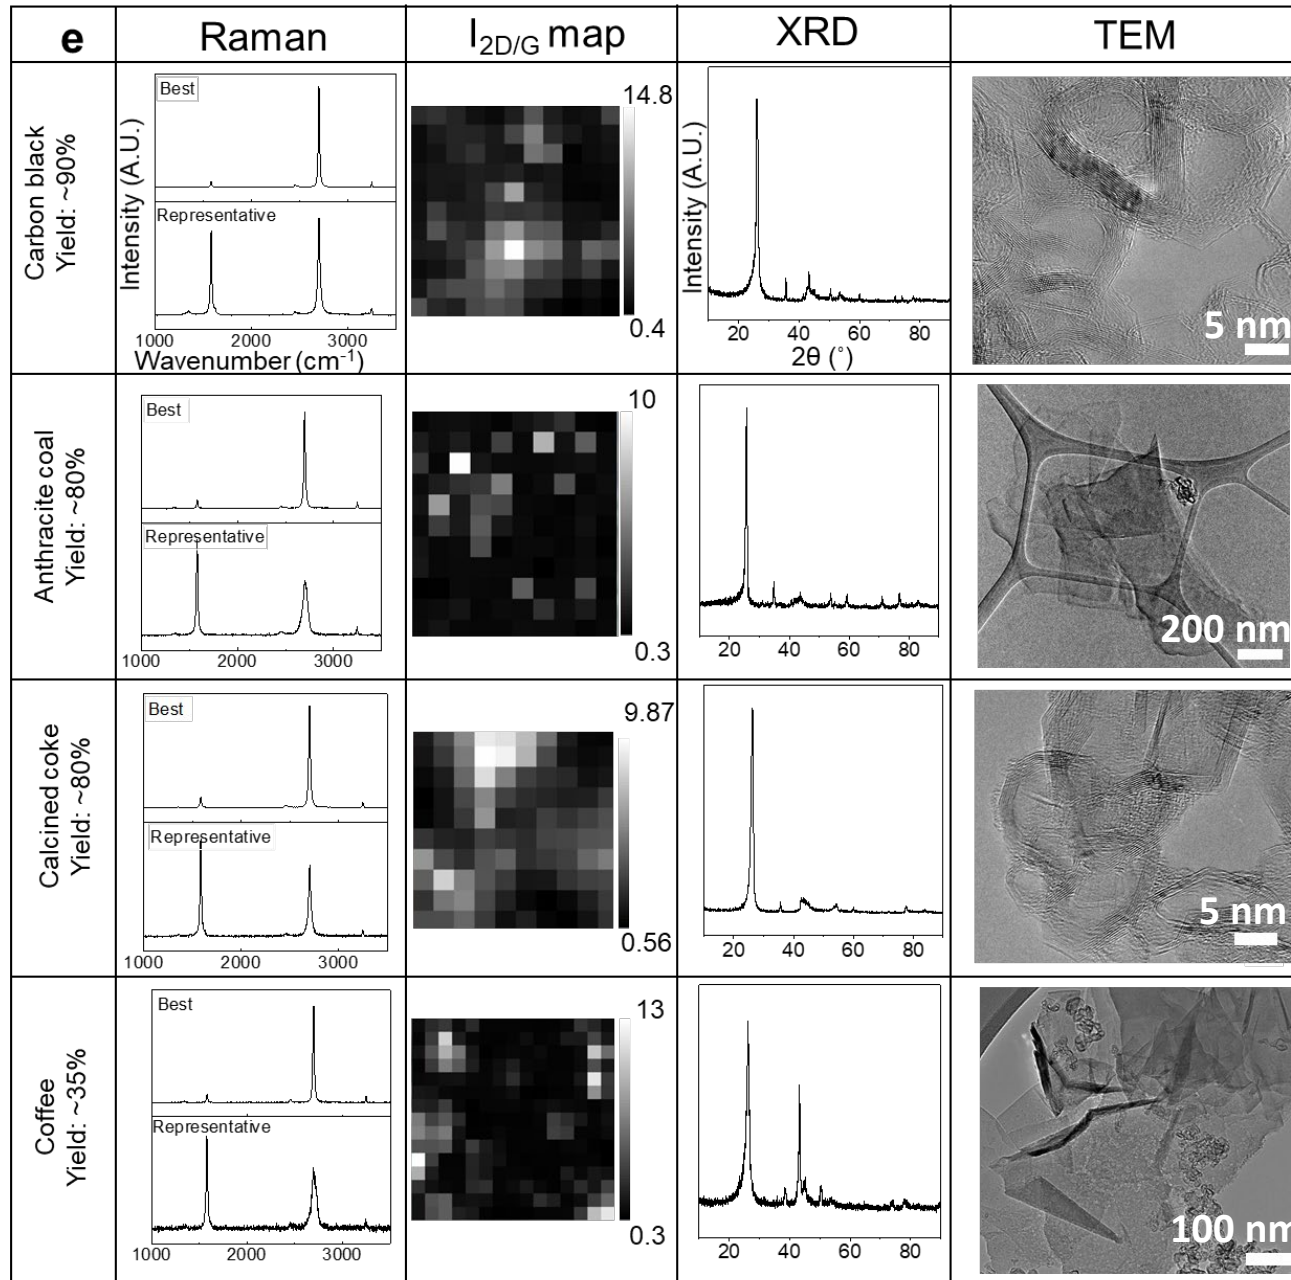 e
Raman
I2D/G map
XRD
TEM
Carbon black
Yield: ~90%
Best
Representative
Intensity (A.U.)
1000
2000
3000
Wavenumber (cm-1)
14.8
0.4
Intensity (A.U.)
20
40
60
80
2θ (°)
5 nm
Anthracite coal
Yield: ~80%
Best
Representative
1000
2000
3000
10
0.3
20
40
60
80
200 nm
Calcined coke
Yield: ~80%
Best
Representative
1000
2000
3000
9.87
0.56
20
40
60
80
5 nm
Coffee
Yield: ~35%
Best
Representative
1000
2000
3000
13
0.3
20
40
60
80
100 nm